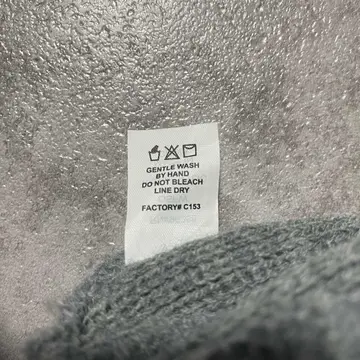 GENTLE WASH
BY HAND
DO NOT BLEACH
LINE DRY
FACTORY# C153